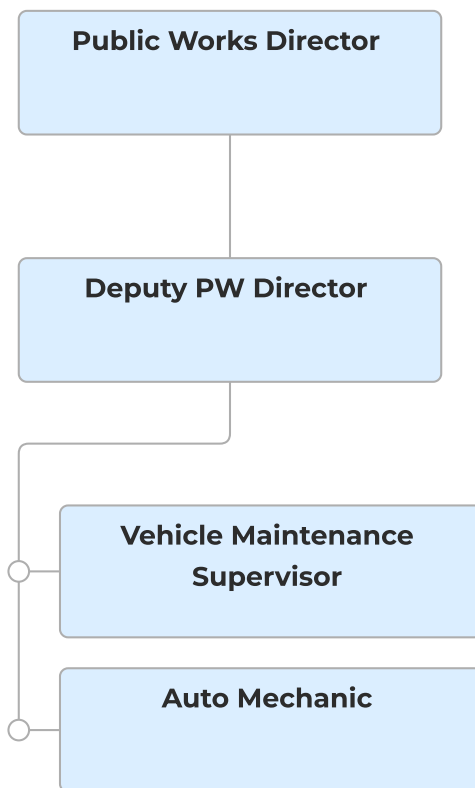 Public Works Director
Deputy PW Director
Vehicle Maintenance
Supervisor
Auto Mechanic